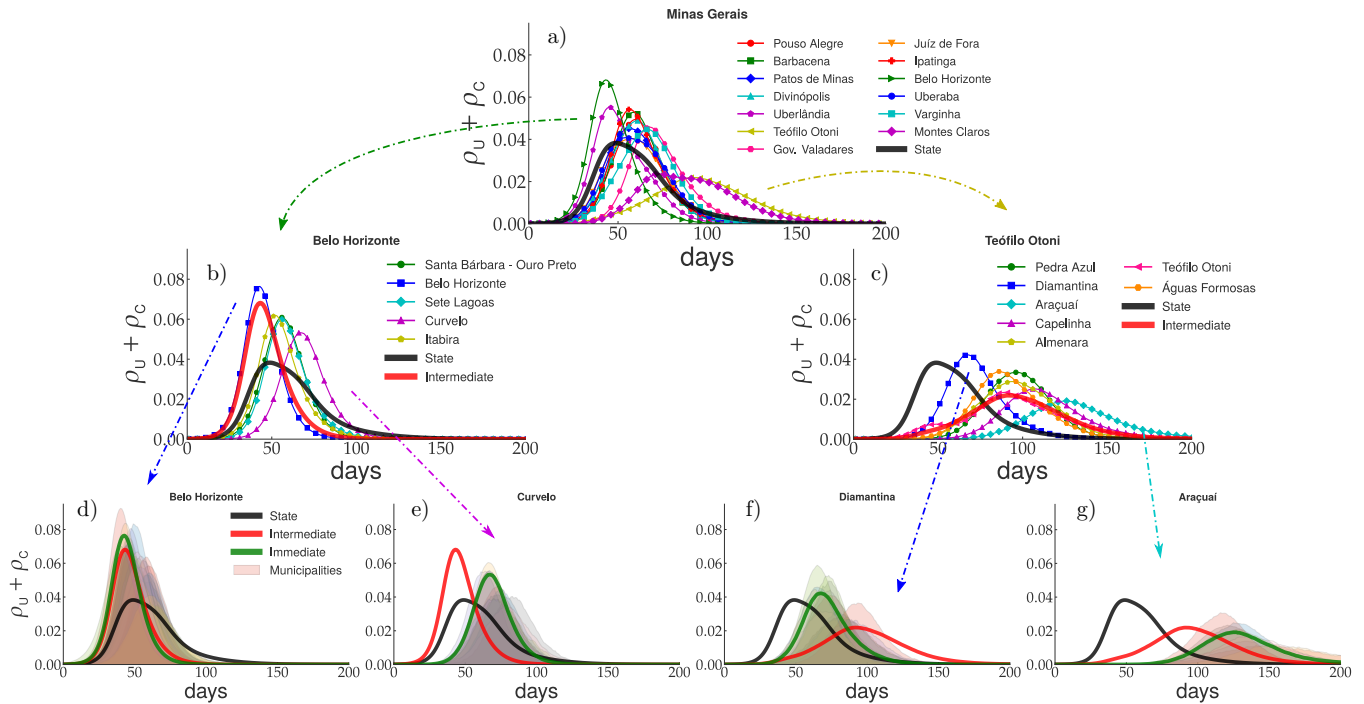 Minas Gerais
a)
Pouso Alegre
Barbacena
Patos de Minas
Divinópolis
Uberlândia
Teófilo Otoni
Gov. Valadares
Juíz de Fora
Ipatinga
Belo Horizonte
Uberaba
Varginha
Montes Claros
State
ρU + ρC
0.08
0.06
0.04
0.02
0.00
0 50 100 150 200
days
Belo Horizonte
b)
Santa Bárbara - Ouro Preto
Belo Horizonte
Sete Lagoas
Curvelo
Itabira
State
Intermediate
ρU + ρC
0.08
0.06
0.04
0.02
0.00
0 50 100 150 200
days
Teófilo Otoni
c)
Pedra Azul
Diamantina
Araçuaí
Capelinha
Almenara
Teófilo Otoni
Águas Formosas
State
Intermediate
ρU + ρC
0.08
0.06
0.04
0.02
0.00
0 50 100 150 200
days
Belo Horizonte
d)
State
Intermediate
Immediate
Municipalities
ρU + ρC
0.08
0.06
0.04
0.02
0.00
0 50 100 150 200
days
Curvelo
e)
0.08
0.06
0.04
0.02
0.00
0 50 100 150 200
days
Diamantina
f)
0.08
0.06
0.04
0.02
0.00
0 50 100 150 200
days
Araçuaí
g)
0.08
0.06
0.04
0.02
0.00
0 50 100 150 200
days